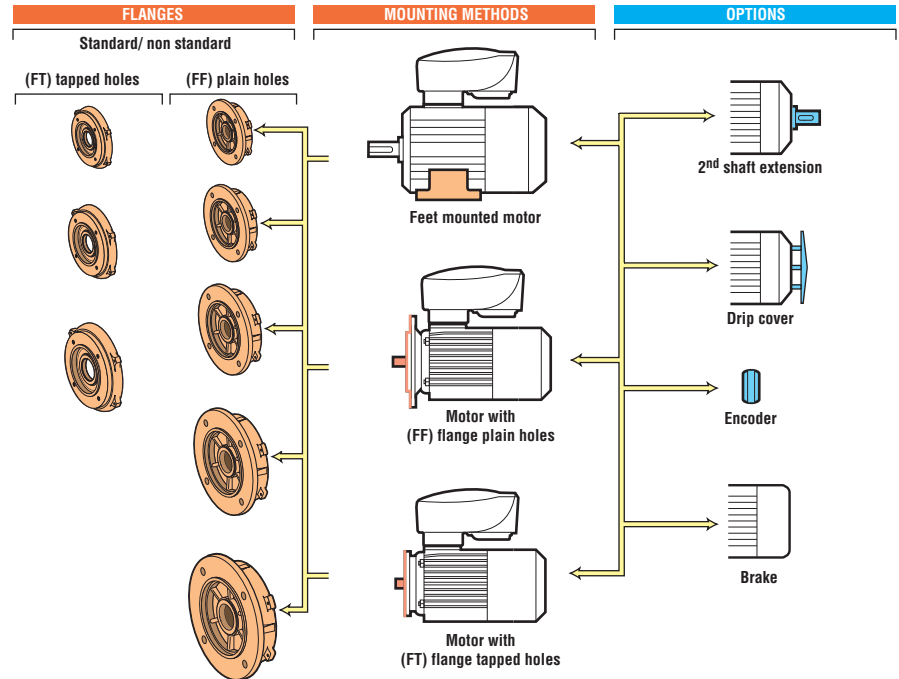 FLANGES
MOUNTING METHODS
OPTIONS
Standard/ non standard
(FT) tapped holes
(FF) plain holes
Feet mounted motor
2nd shaft extension
Drip cover
Motor with
(FF) flange plain holes
Encoder
Brake
Motor with
(FT) flange tapped holes